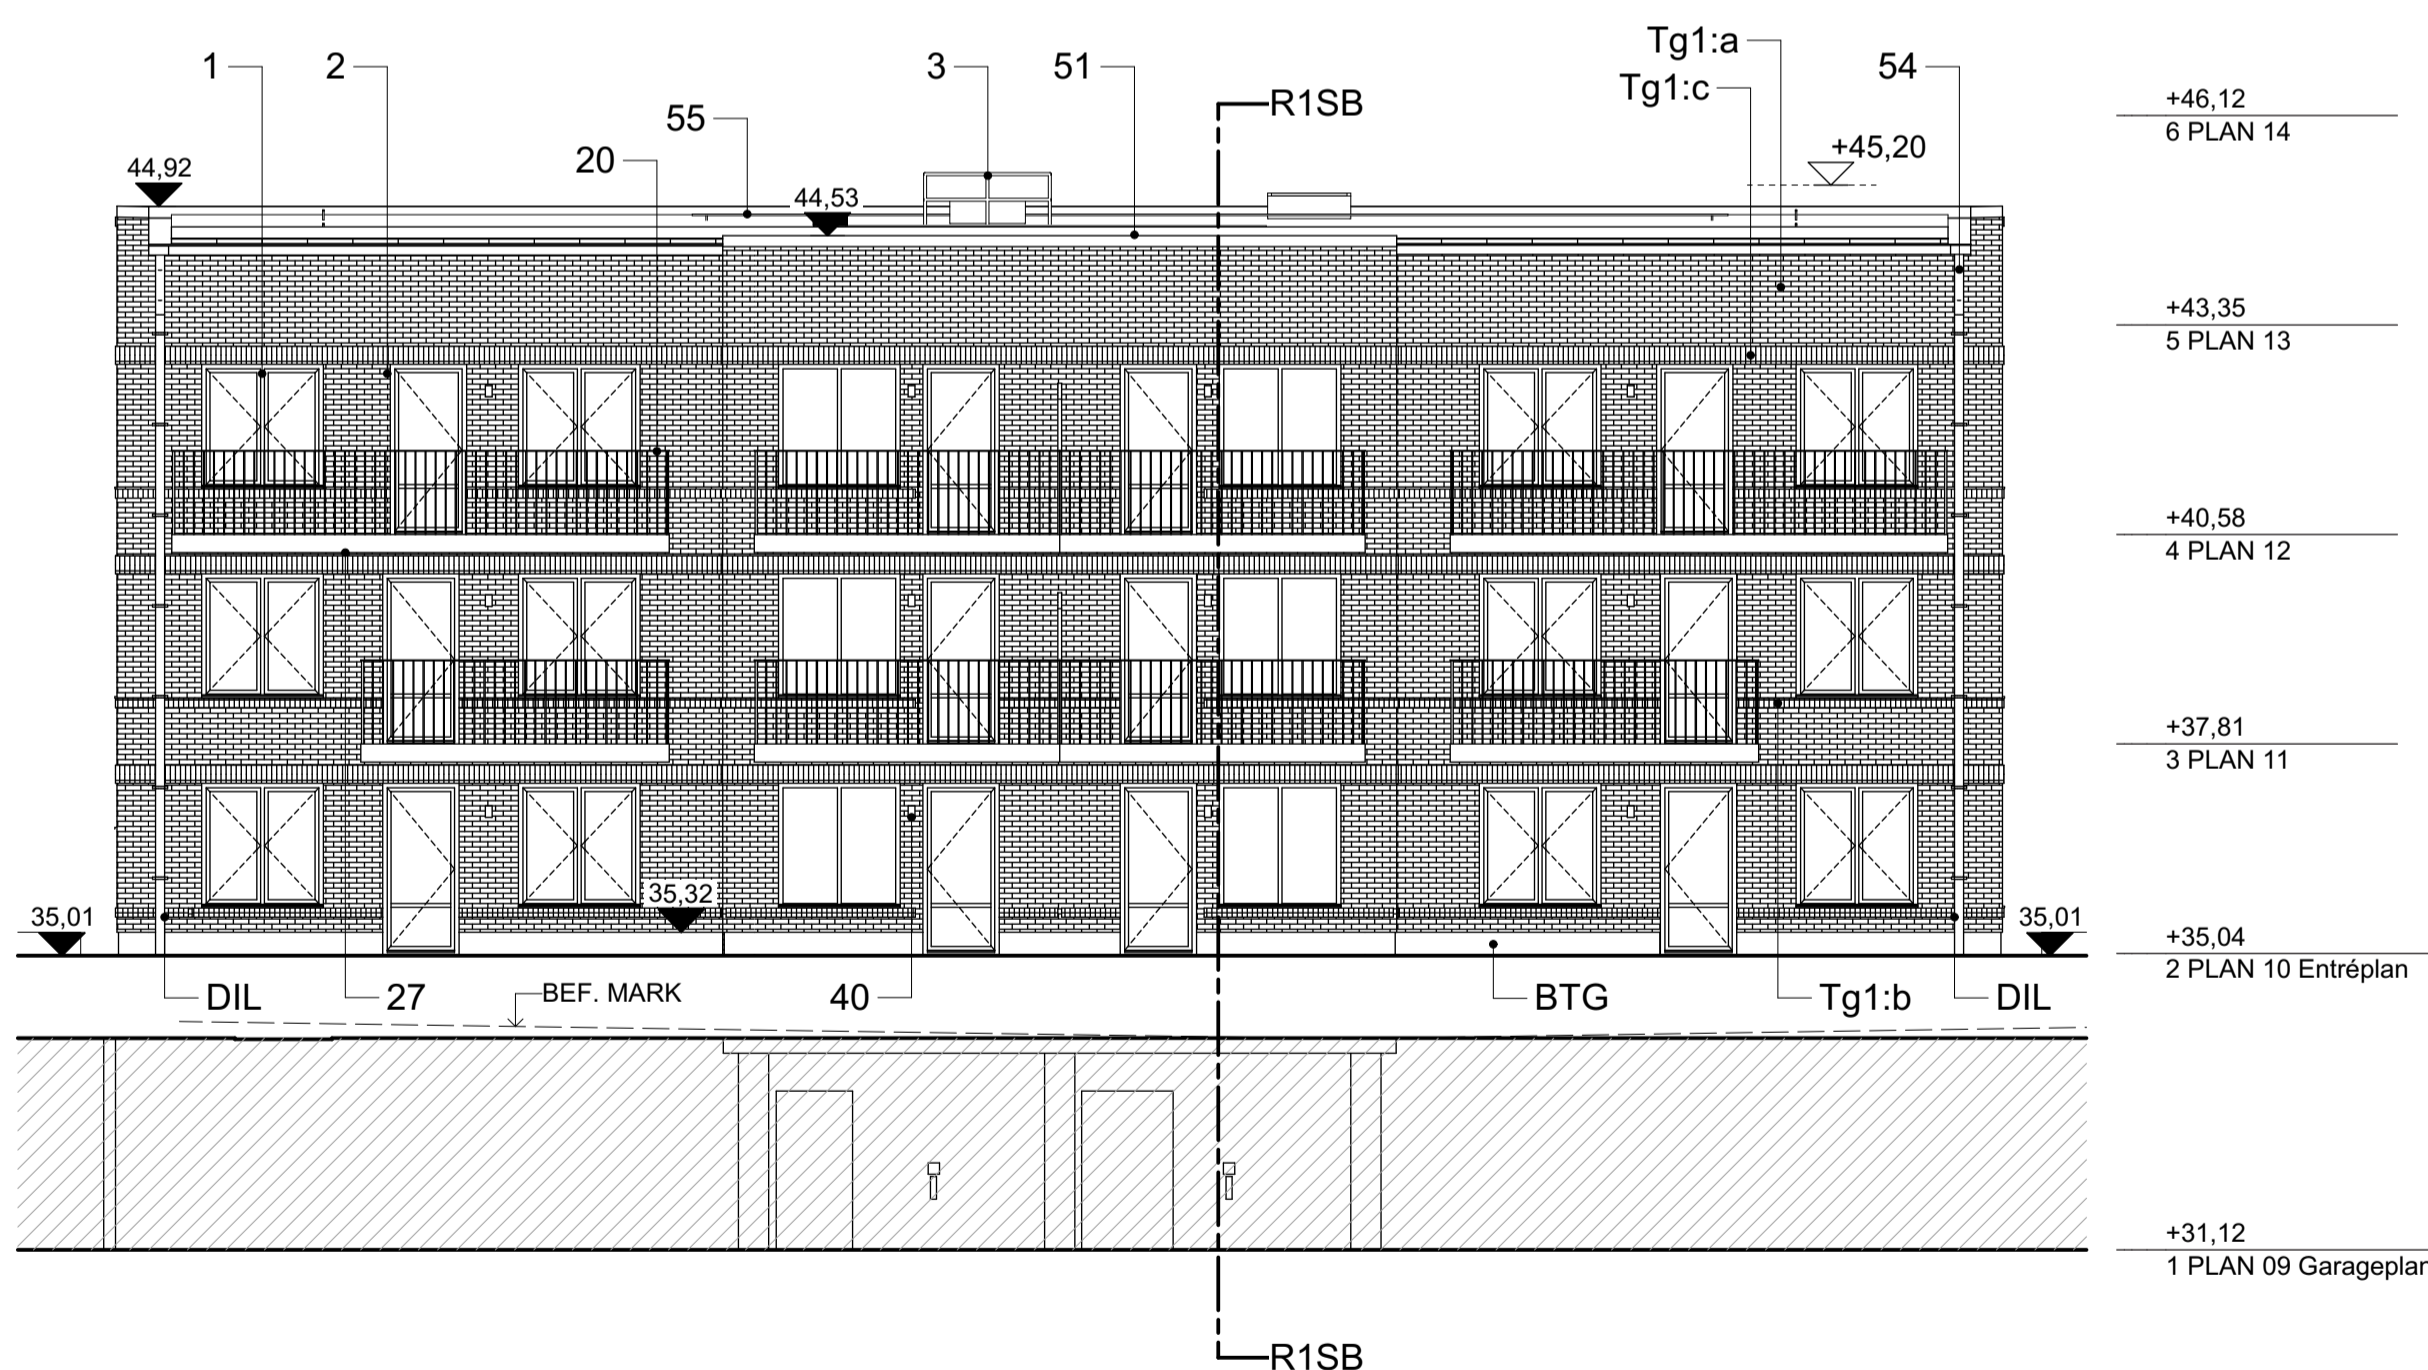 Tg1:a
1
2
3
51
54
Tg1:c
+46,12
R1SB
55
6 PLAN 14
+45,20
20
44,92
44,53
+43,35
5 PLAN 13
+40,58
4 PLAN 12
+37,81
3 PLAN 11
35,32
35,01
35,01
+35,04
2 PLAN 10 Entréplan
DIL
27
BEF. MARK
40
BTG
Tg1:b
DIL
+31,12
1 PLAN 09 Garageplan
R1SB